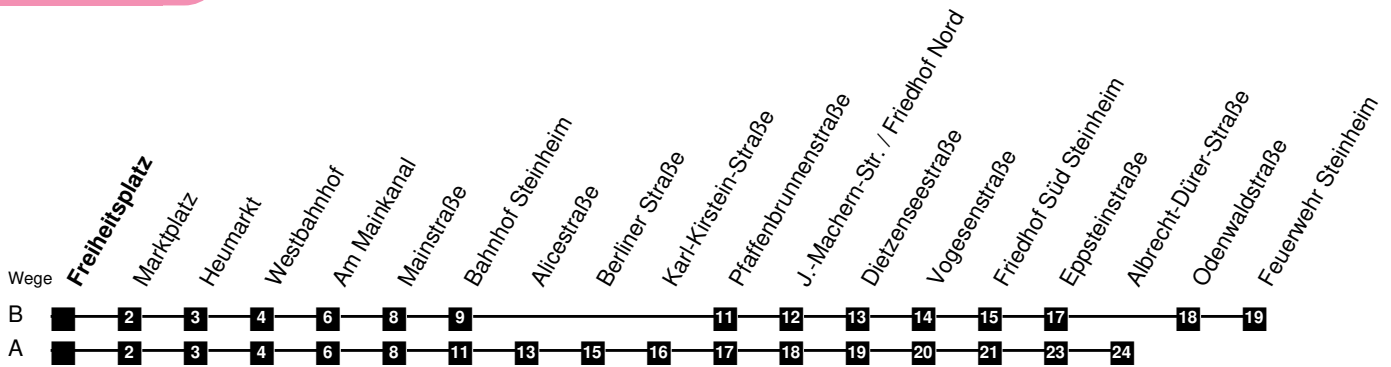 Freiheitsplatz
Marktplatz
Heumarkt
Westbahnhof
Am Mainkanal
Mainstraße
Bahnhof Steinheim
Alicestraße
Berliner Straße
Karl-Kirstein-Straße
Pfaffenbrunnenstraße
J.-Machern-Str. / Friedhof Nord
Dietzenseestraße
Vogesenstraße
Friedhof Süd Steinheim
Eppsteinstraße
Albrecht-Dürer-Straße
Odenwaldstraße
Feuerwehr Steinheim
Wege
B 2 3 4 6 8 9 11 12 13 14 15 17 18 19
A 2 3 4 6 8 11 13 15 16 17 18 19 20 21 23 24